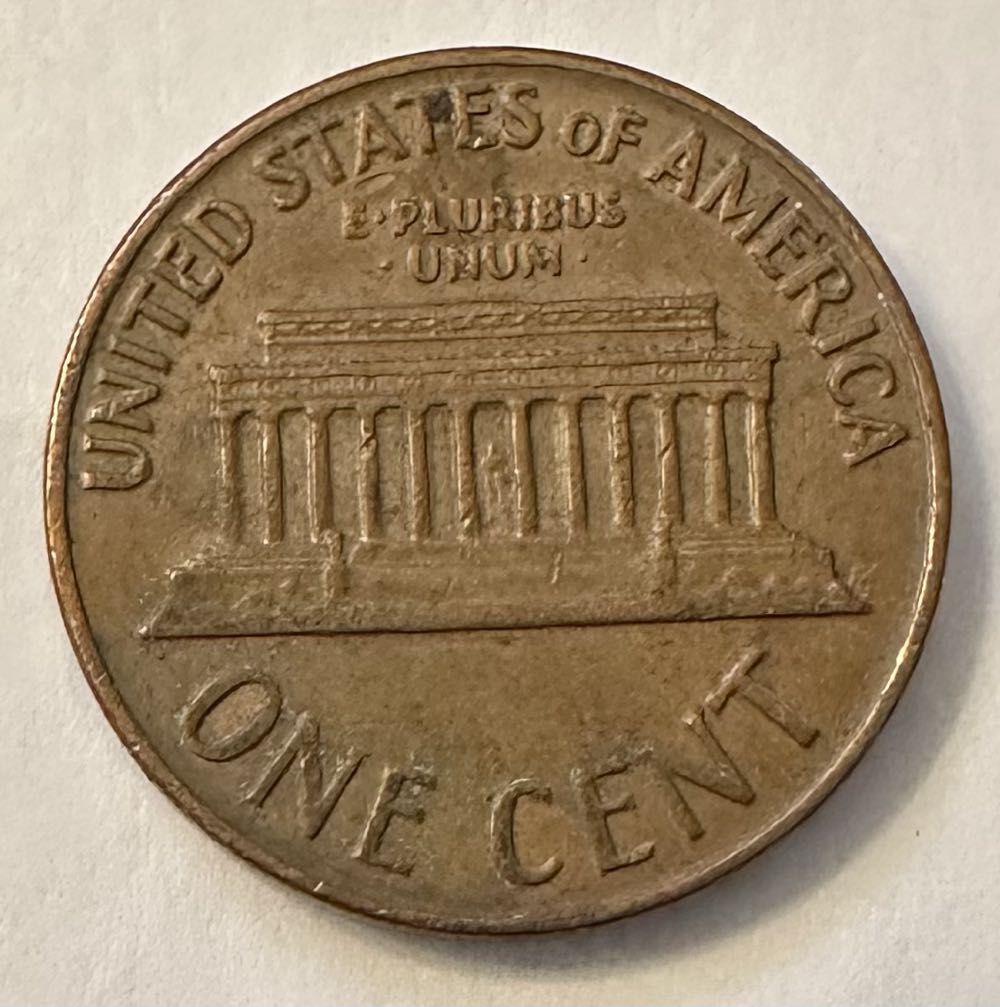 UNITED STATES OF AMERICA
E·PLURIBUS
·UNUM·
ONE CENT